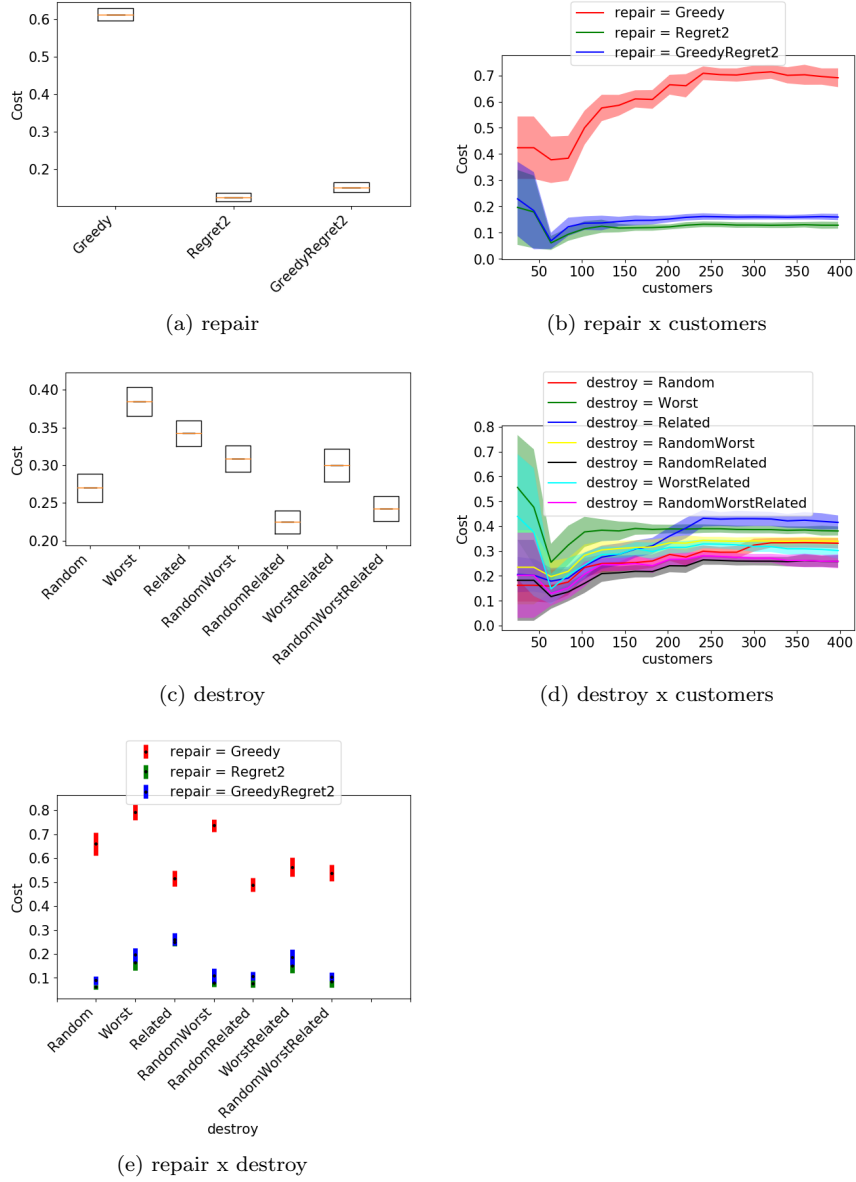 0.6
0.5
0.4
0.3
0.2
Cost
Greedy
Regret2
GreedyRegret2
(a) repair
repair = Greedy
repair = Regret2
repair = GreedyRegret2
0.7
0.6
0.5
0.4
0.3
0.2
0.1
0.0
Cost
50 100 150 200 250 300 350 400
customers
(b) repair x customers
0.40
0.35
0.30
0.25
0.20
Cost
Random
Worst
Related
RandomWorst
RandomRelated
WorstRelated
RandomWorstRelated
(c) destroy
destroy = Random
destroy = Worst
destroy = Related
destroy = RandomWorst
destroy = RandomRelated
destroy = WorstRelated
destroy = RandomWorstRelated
0.8
0.7
0.6
0.5
0.4
0.3
0.2
0.1
0.0
Cost
50 100 150 200 250 300 350 400
customers
(d) destroy x customers
repair = Greedy
repair = Regret2
repair = GreedyRegret2
0.8
0.7
0.6
0.5
0.4
0.3
0.2
0.1
Cost
Random
Worst
Related
RandomWorst
RandomRelated
WorstRelated
RandomWorstRelated
destroy
(e) repair x destroy